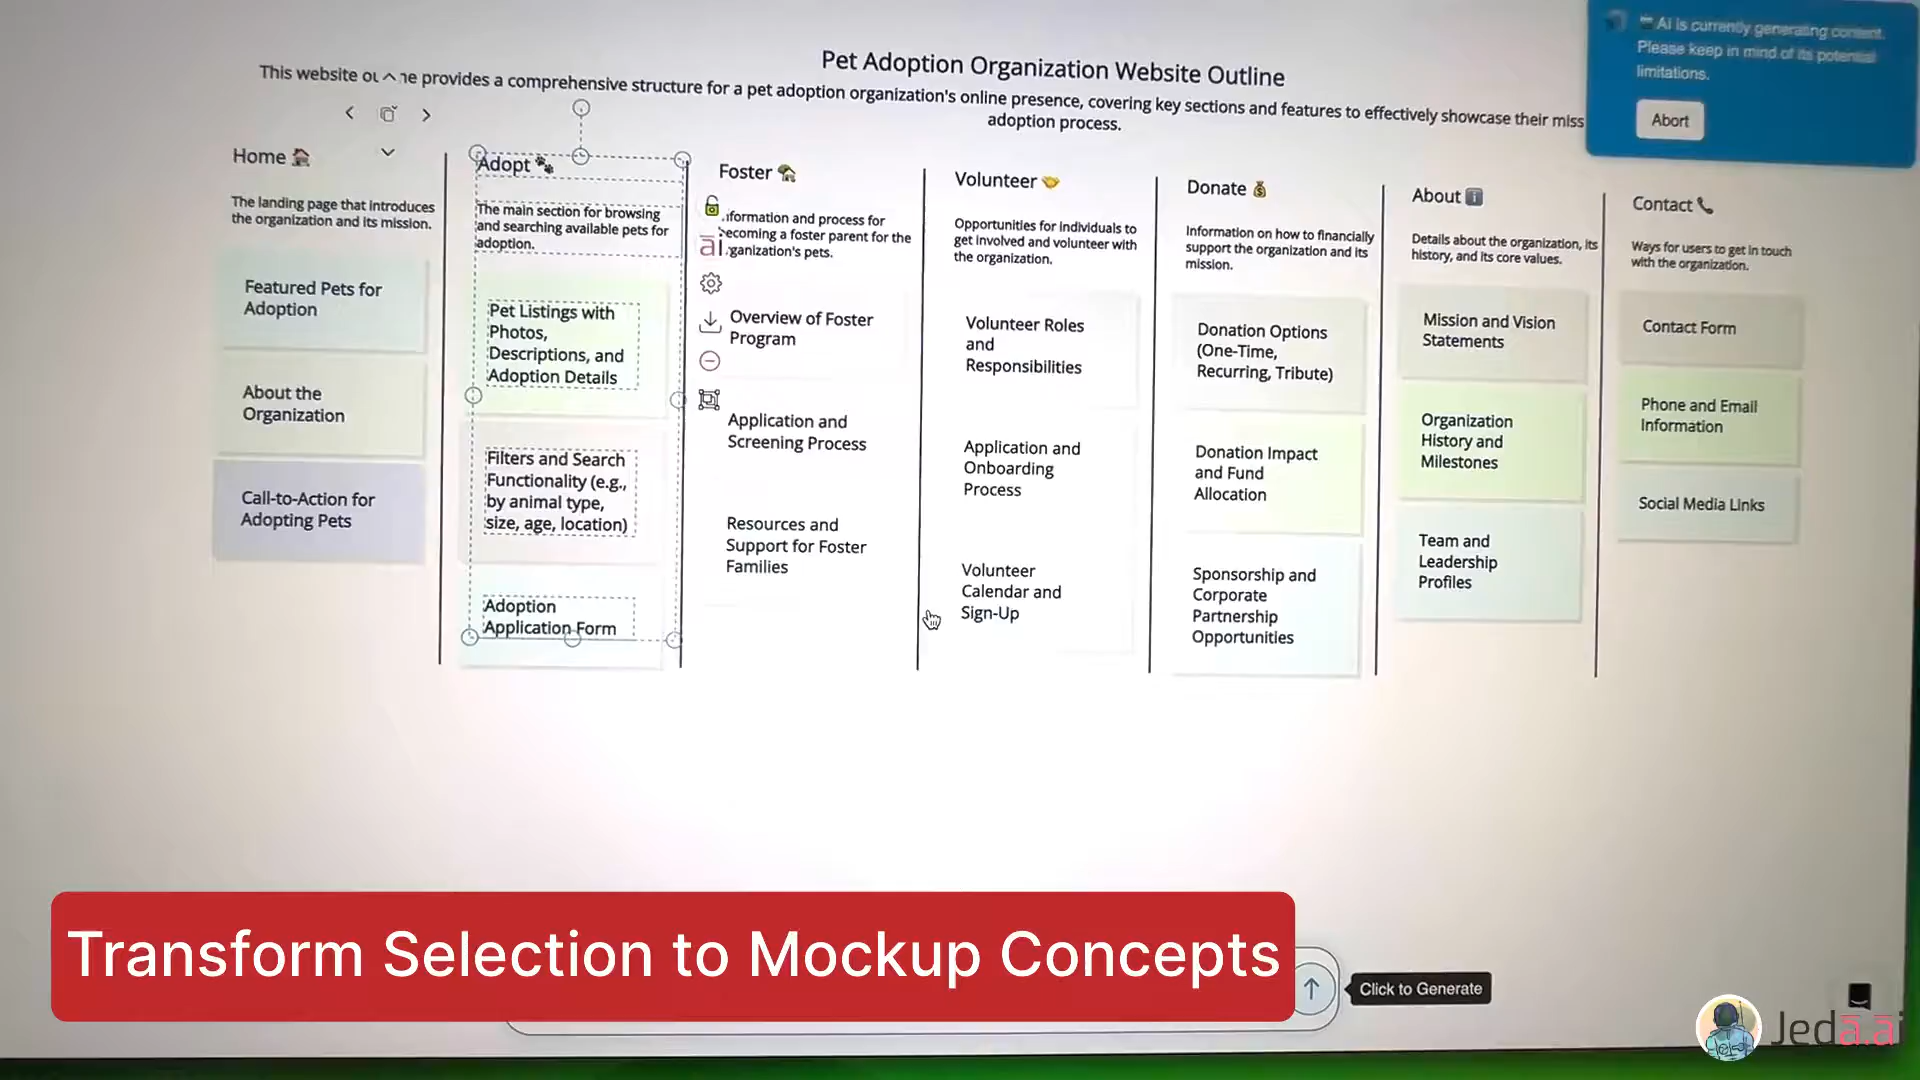 Pet Adoption Organization Website Outline
This website ou ne provides a comprehensive structure for a pet adoption organization's online presence, covering key sections and features to effectively showcase their miss
adoption process.
AI is currently generating content.
Please keep in mind of its potential
limitations.
Abort
Home
The landing page that introduces
the organization and its mission.
Featured Pets for
Adoption
About the
Organization
Call-to-Action for
Adopting Pets
Adopt
The main section for browsing
and searching available pets for
adoption.
Pet Listings with
Photos,
Descriptions, and
Adoption Details
Filters and Search
Functionality (e.g.,
by animal type,
size, age, location)
Adoption
Application Form
Foster
formation and process for
ecoming a foster parent for the
ganization's pets.
ai
Overview of Foster
Program
Application and
Screening Process
Resources and
Support for Foster
Families
Volunteer
Opportunities for individuals to
get involved and volunteer with
the organization.
Volunteer Roles
and
Responsibilities
Application and
Onboarding
Process
Volunteer
Calendar and
Sign-Up
Donate
Information on how to financially
support the organization and its
mission.
Donation Options
(One-Time,
Recurring, Tribute)
Donation Impact
and Fund
Allocation
Sponsorship and
Corporate
Partnership
Opportunities
About
Details about the organization, its
history, and its core values.
Mission and Vision
Statements
Organization
History and
Milestones
Team and
Leadership
Profiles
Contact
Ways for users to get in touch
with the organization.
Contact Form
Phone and Email
Information
Social Media Links
Transform Selection to Mockup Concepts
Click to Generate
Jeda.ai